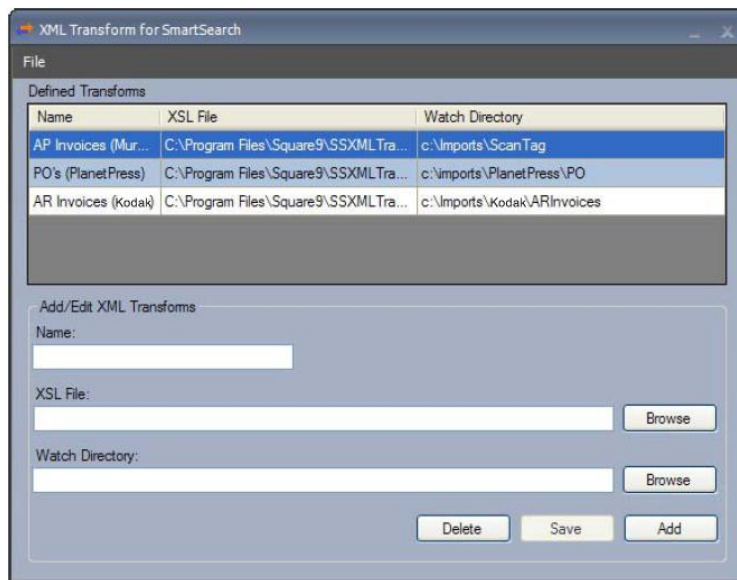 XML Transform for SmartSearch
File
Defined Transforms
Name XSL File Watch Directory
AP Invoices (Mur... C:\Program Files\Square9\SSXMLTra... c:\Imports\ScanTag
PO's (PlanetPress) C:\Program Files\Square9\SSXMLTra... c:\imports\PlanetPress\PO
AR Invoices (Kodak) C:\Program Files\Square9\SSXMLTra... c:\Imports\Kodak\ARInvoices
Add/Edit XML Transforms
Name:
XSL File:
Browse
Watch Directory:
Browse
Delete Save Add